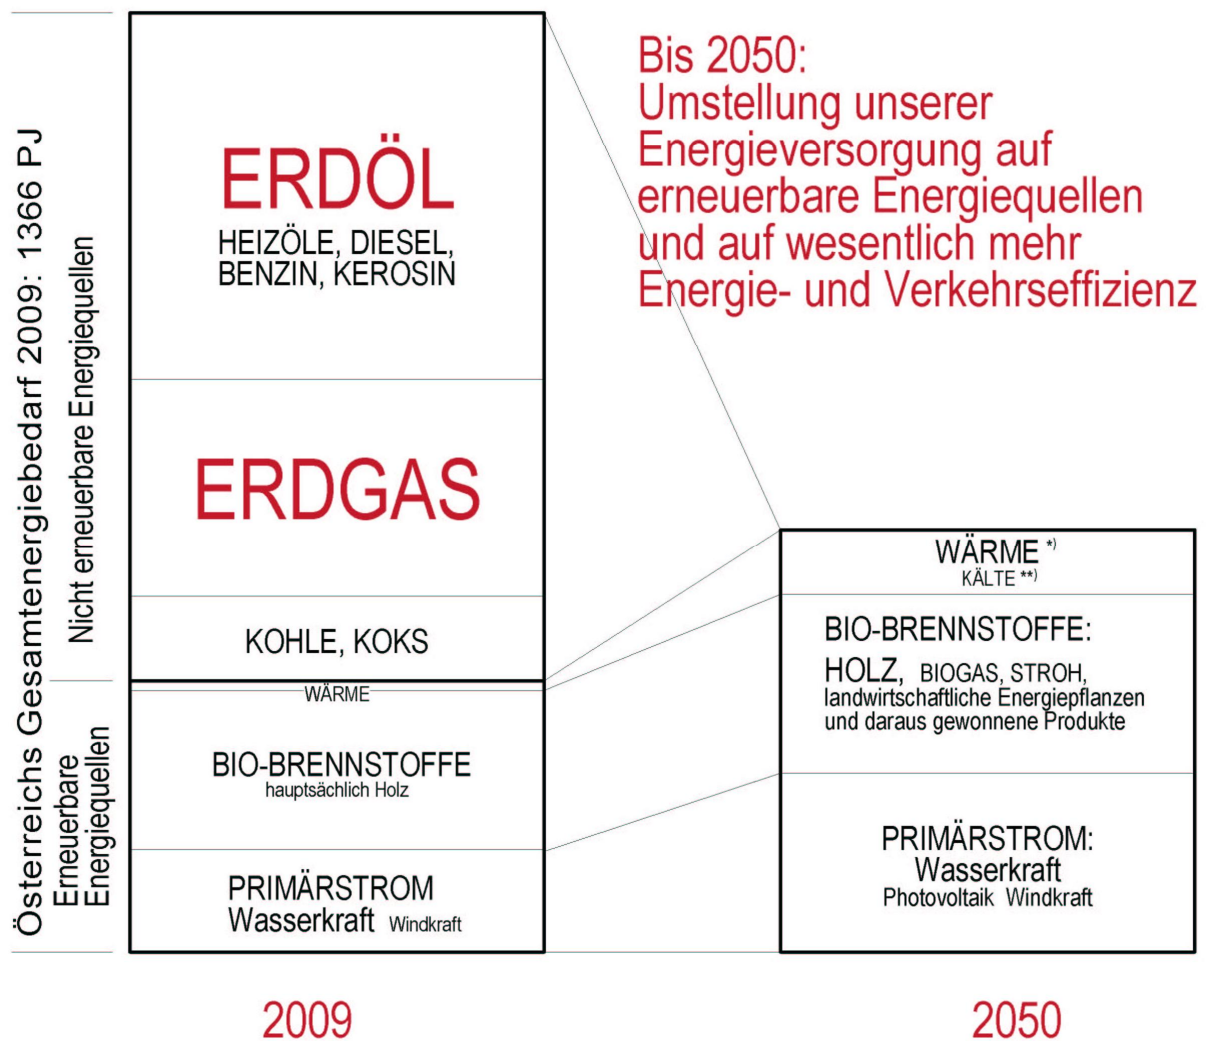 Österreichs Gesamtenergiebedarf 2009: 1366 PJ
Nicht erneuerbare Energiequellen
Erneuerbare
Energiequellen
ERDÖL
HEIZÖLE, DIESEL,
BENZIN, KEROSIN
ERDGAS
KOHLE, KOKS
WÄRME
BIO-BRENNSTOFFE
hauptsächlich Holz
PRIMÄRSTROM
Wasserkraft Windkraft
2009
Bis 2050:
Umstellung unserer
Energieversorgung auf
erneuerbare Energiequellen
und auf wesentlich mehr
Energie- und Verkehrseffizienz
WÄRME *)
KÄLTE **)
BIO-BRENNSTOFFE:
HOLZ, BIOGAS, STROH,
landwirtschaftliche Energiepflanzen
und daraus gewonnene Produkte
PRIMÄRSTROM:
Wasserkraft
Photovoltaik Windkraft
2050